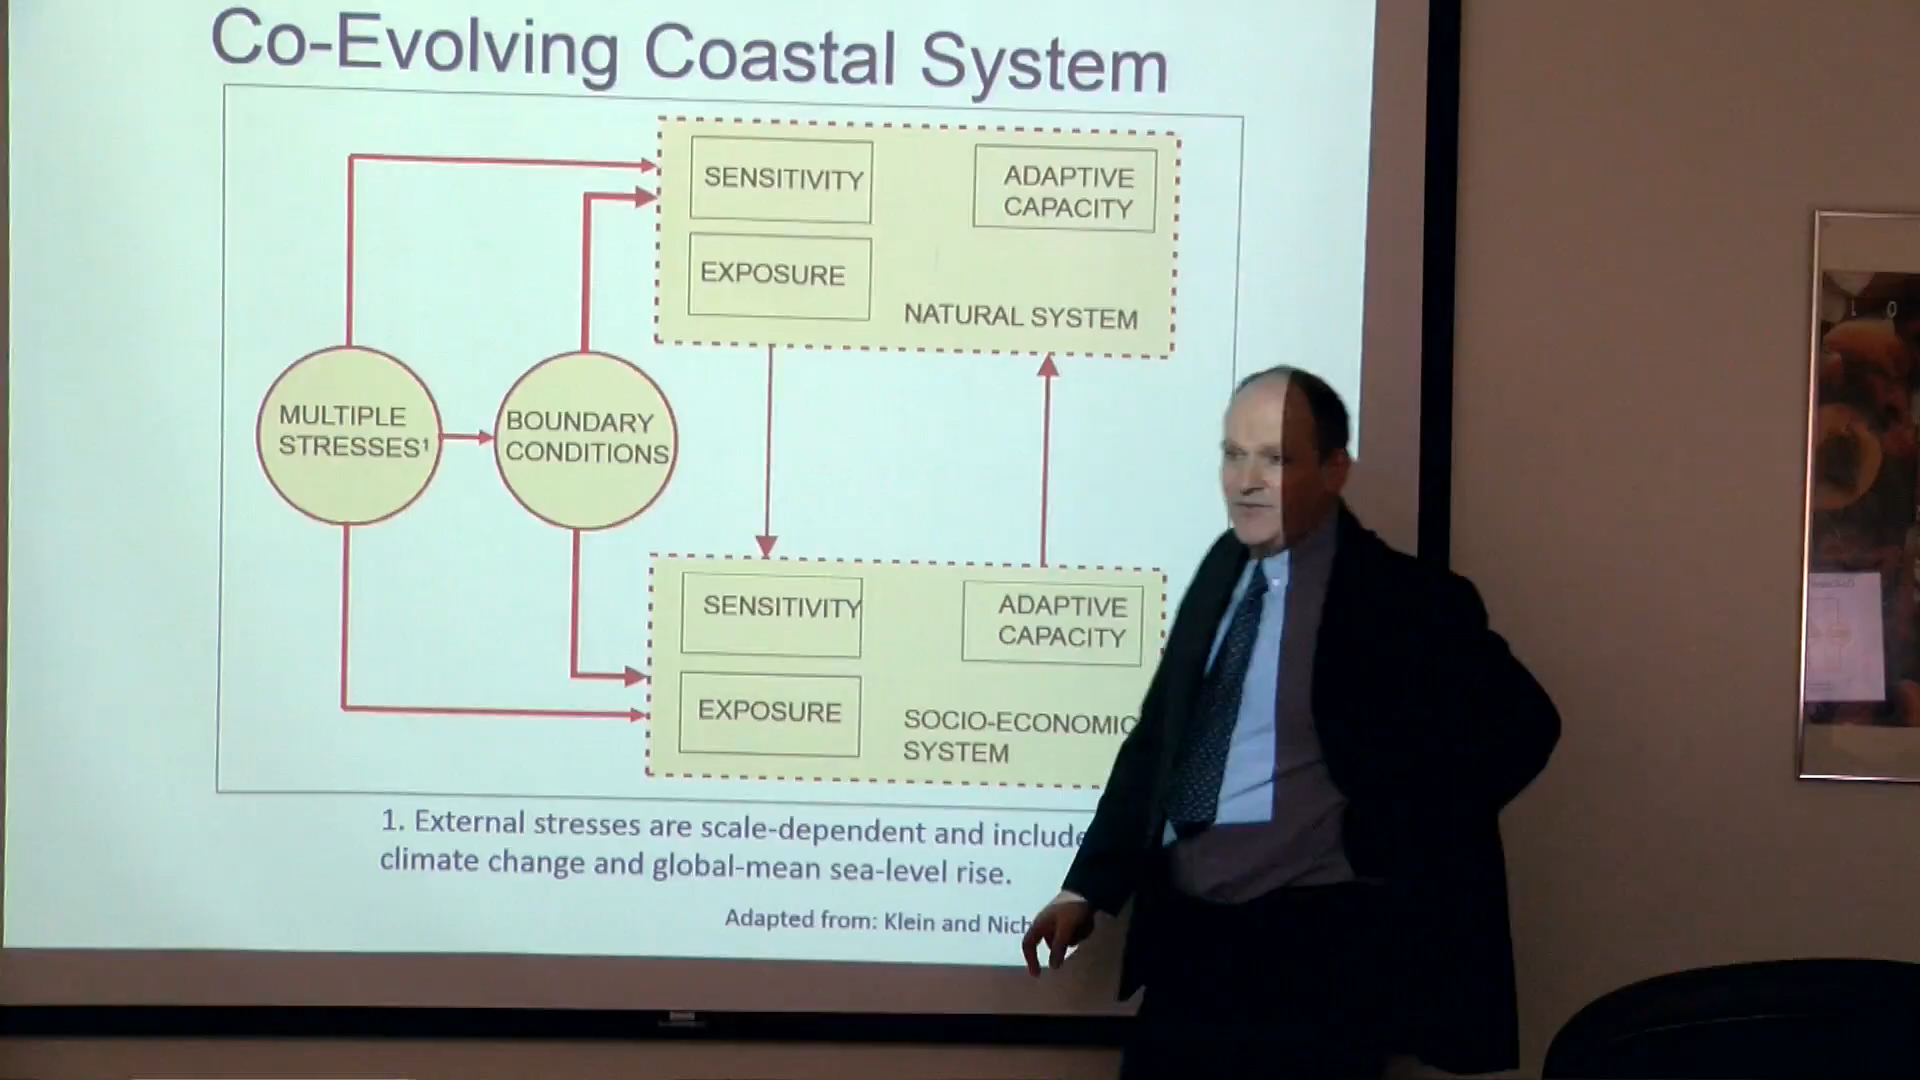 Co-Evolving Coastal System
SENSITIVITY
ADAPTIVE
CAPACITY
EXPOSURE
NATURAL SYSTEM
MULTIPLE
STRESSES¹
BOUNDARY
CONDITIONS
SENSITIVITY
ADAPTIVE
CAPACITY
EXPOSURE
SOCIO-ECONOMIC
SYSTEM
1. External stresses are scale-dependent and include
climate change and global-mean sea-level rise.
Adapted from: Klein and Nich